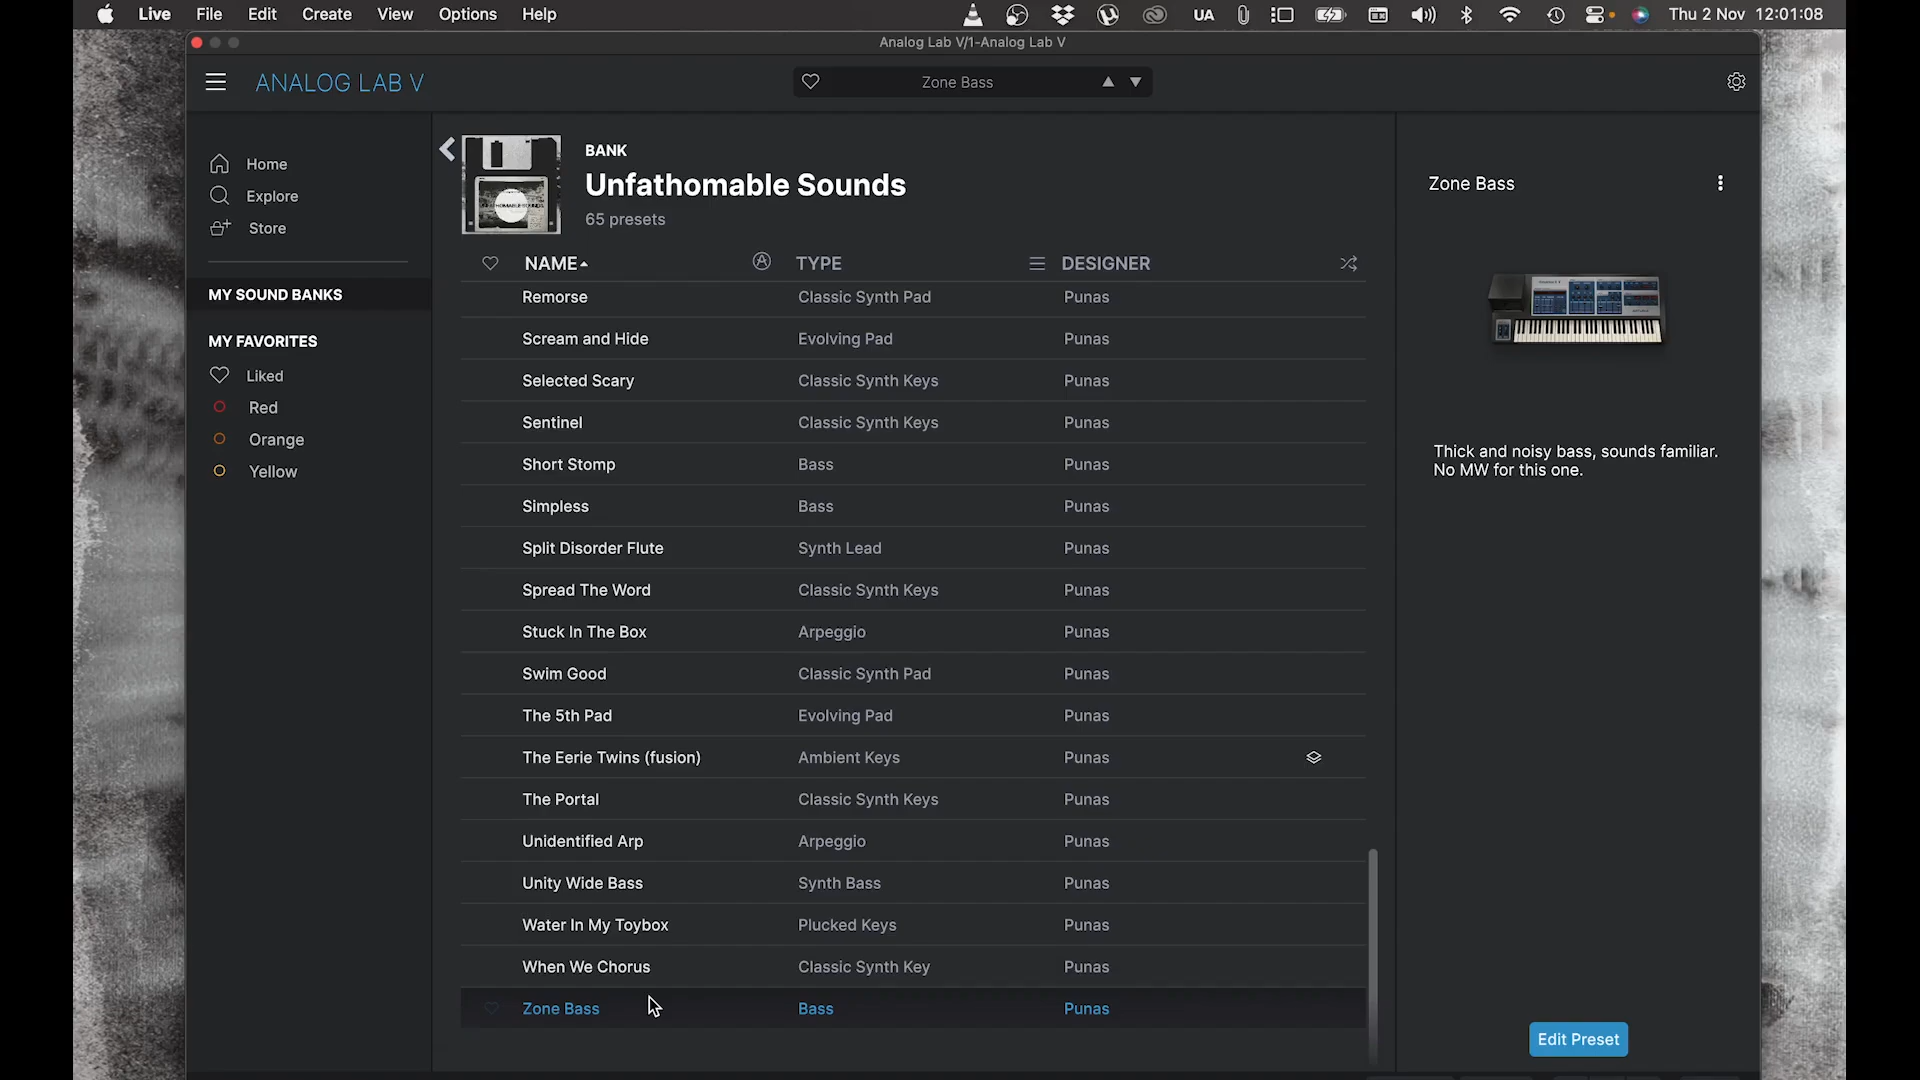 Live File Edit Create View Options Help UA Thu 2 Nov 12:01:08
Analog Lab V/1-Analog Lab V
ANALOG LAB V Zone Bass
Home
Explore
Store
MY SOUND BANKS
MY FAVORITES
Liked
Red
Orange
Yellow
BANK
Unfathomable Sounds
65 presets
NAME TYPE DESIGNER
Remorse Classic Synth Pad Punas
Scream and Hide Evolving Pad Punas
Selected Scary Classic Synth Keys Punas
Sentinel Classic Synth Keys Punas
Short Stomp Bass Punas
Simpless Bass Punas
Split Disorder Flute Synth Lead Punas
Spread The Word Classic Synth Keys Punas
Stuck In The Box Arpeggio Punas
Swim Good Classic Synth Pad Punas
The 5th Pad Evolving Pad Punas
The Eerie Twins (fusion) Ambient Keys Punas
The Portal Classic Synth Keys Punas
Unidentified Arp Arpeggio Punas
Unity Wide Bass Synth Bass Punas
Water In My Toybox Plucked Keys Punas
When We Chorus Classic Synth Key Punas
Zone Bass Bass Punas
Zone Bass
Thick and noisy bass, sounds familiar.
No MW for this one.
Edit Preset